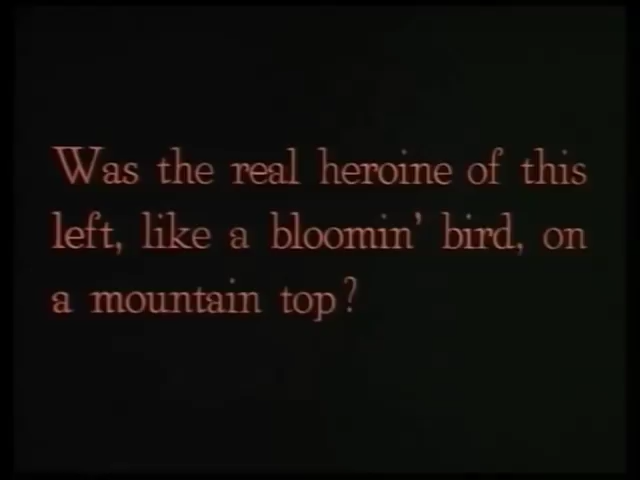 Was the real heroine of this
left, like a bloomin' bird, on
a mountain top?